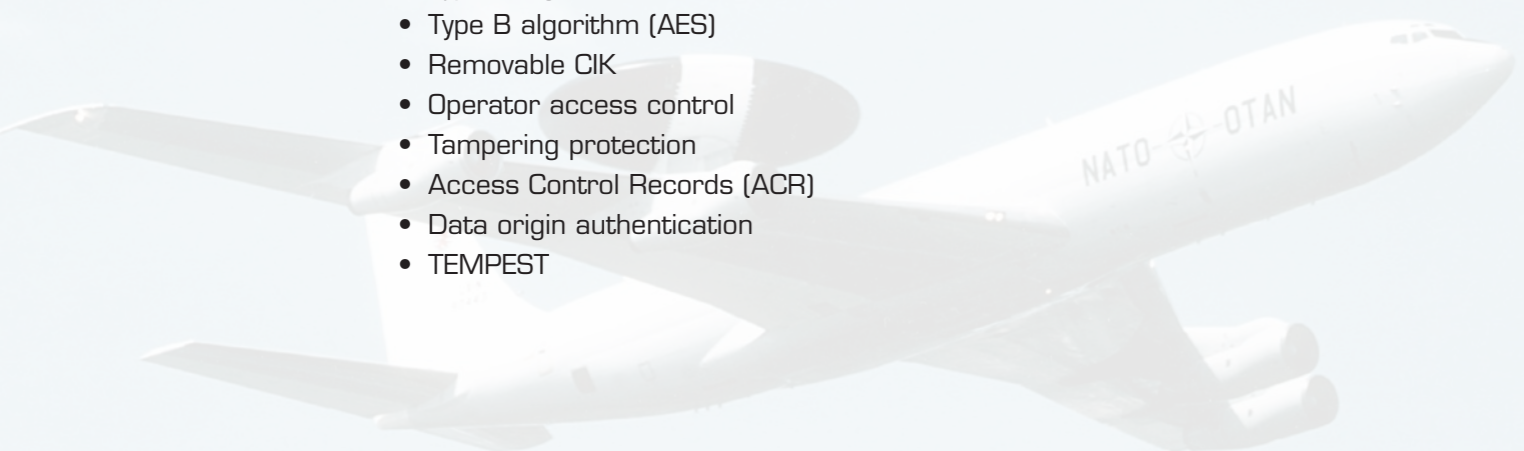 • Type B algorithm (AES)
• Removable CIK
• Operator access control
• Tampering protection
• Access Control Records (ACR)
• Data origin authentication
• TEMPEST
NATO OTAN